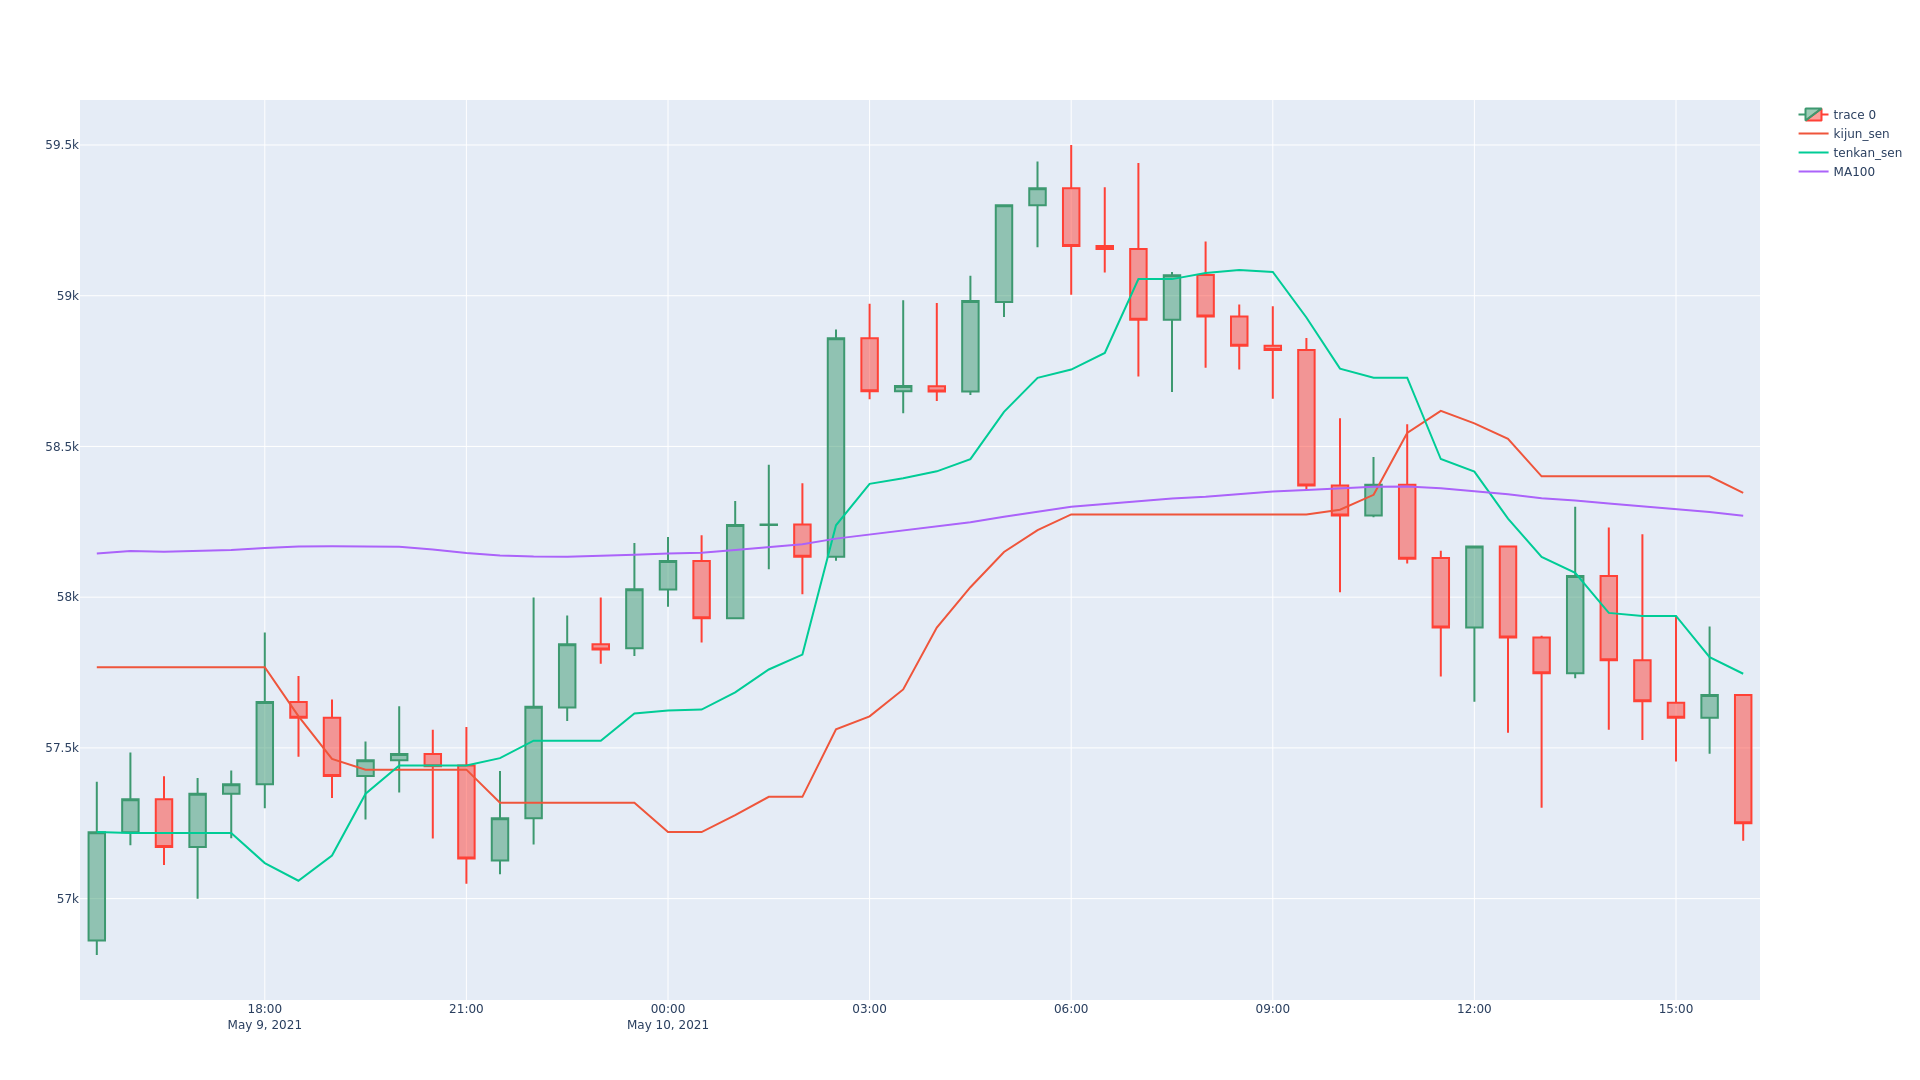 59.5k
59k
58.5k
58k
57.5k
57k
18:00
May 9, 2021
21:00
00:00
May 10, 2021
03:00
06:00
09:00
12:00
15:00
trace 0
kijun_sen
tenkan_sen
MA100